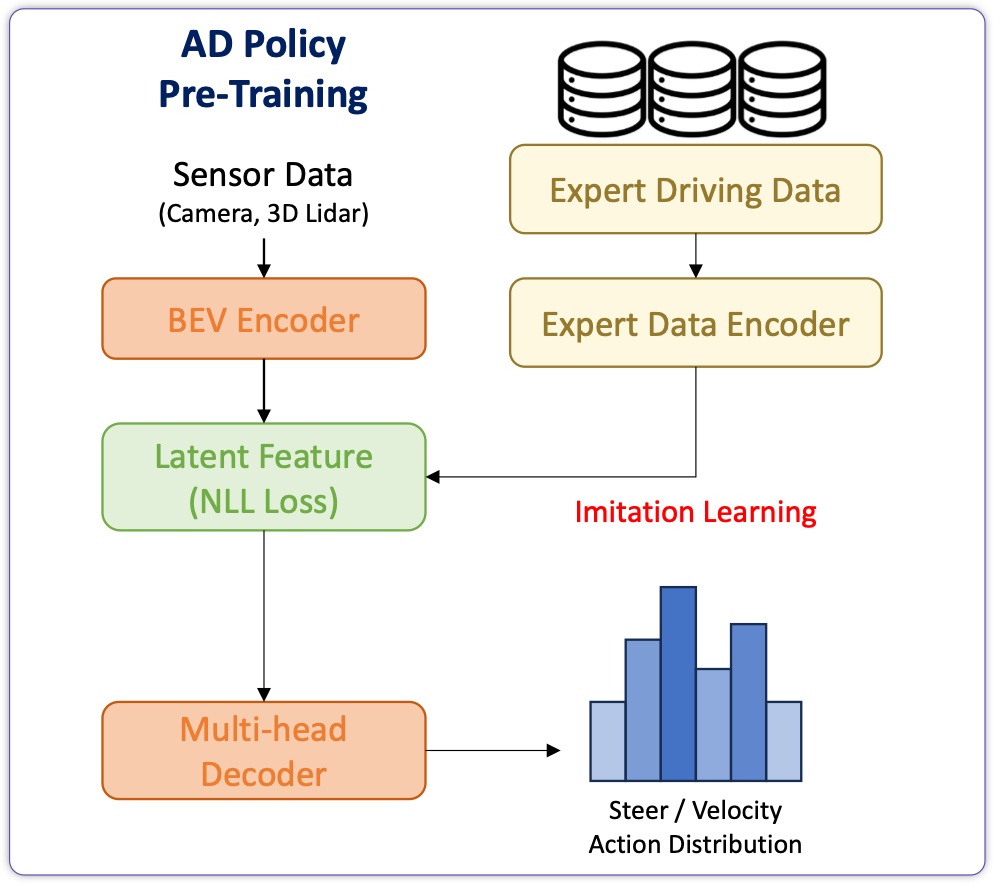 AD Policy
Pre-Training
Sensor Data
(Camera, 3D Lidar)
Expert Driving Data
BEV Encoder
Expert Data Encoder
Latent Feature
(NLL Loss)
Imitation Learning
Multi-head
Decoder
Steer / Velocity
Action Distribution